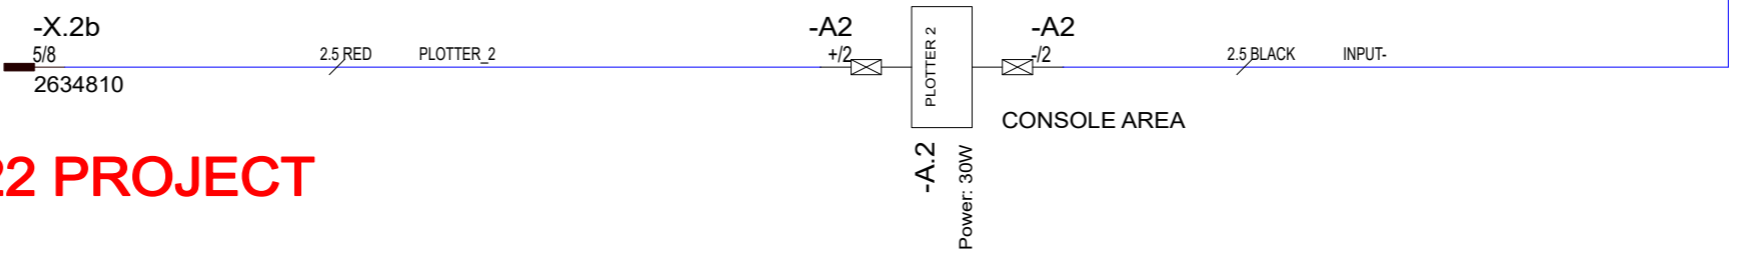 -X.2b
5/8
2634810
2.5 RED
PLOTTER_2
-A2
+/2
PLOTTER 2
-A2
-/2
2.5 BLACK
INPUT-
CONSOLE AREA
-A.2
Power: 30W
22 PROJECT